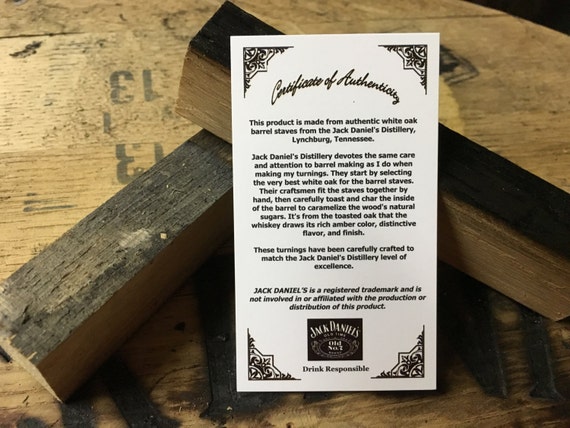 Certificate of Authenticity
This product is made from authentic white oak
barrel staves from the Jack Daniel's Distillery,
Lynchburg, Tennessee.
Jack Daniel's Distillery devotes the same care
and attention to barrel making as I do when
making my turnings. They start by selecting
the very best white oak for the barrel staves.
Their craftsmen fit the staves together by
hand, then carefully toast and char the inside
of the barrel to caramelize the wood's natural
sugars. It's from the toasted oak that the
whiskey draws its rich amber color, distinctive
flavor, and finish.
These turnings have been carefully crafted to
match the Jack Daniel's Distillery level of
excellence.
JACK DANIEL'S is a registered trademark and is
not involved in or affiliated with the production or
distribution of this product.
JACK DANIEL'S
OLD TIME
Old
No.7
Drink Responsible